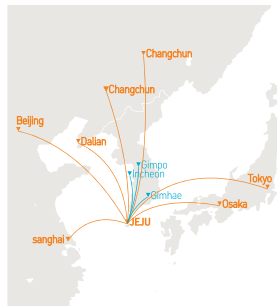 Changchun
Changchun
Beijing
Dalian
Gimpo
Incheon
Tokyo
Gimhae
Osaka
JEJU
sanghai